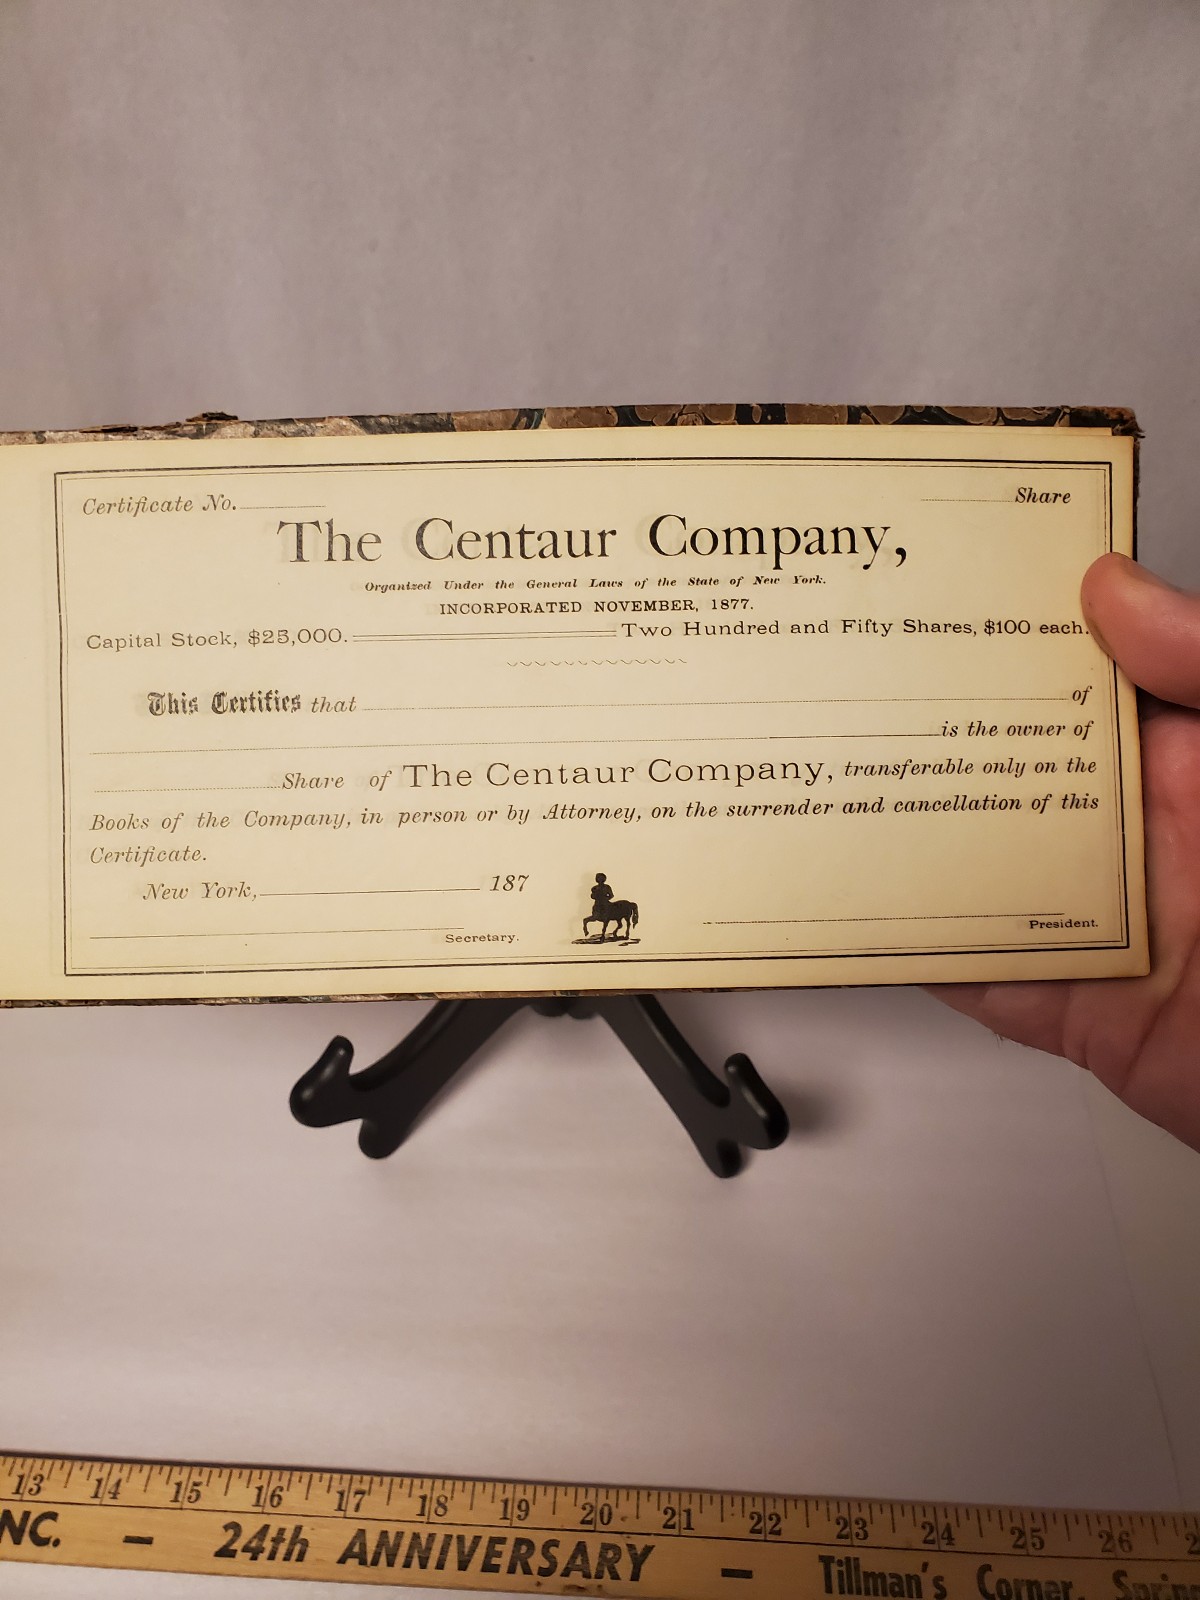 Certificate No. Share
The Centaur Company,
Organized Under the General Laws of the State of New York.
INCORPORATED NOVEMBER, 1877.
Capital Stock, $25,000. Two Hundred and Fifty Shares, $100 each.
This Certifies that of
is the owner of
Share of The Centaur Company, transferable only on the
Books of the Company, in person or by Attorney, on the surrender and cancellation of this
Certificate.
New York, 187
Secretary. President.
13 14 15 16 17 18 19 20 21 22 23 24 25 26
NC. – 24th ANNIVERSARY – Tillman's Corner,